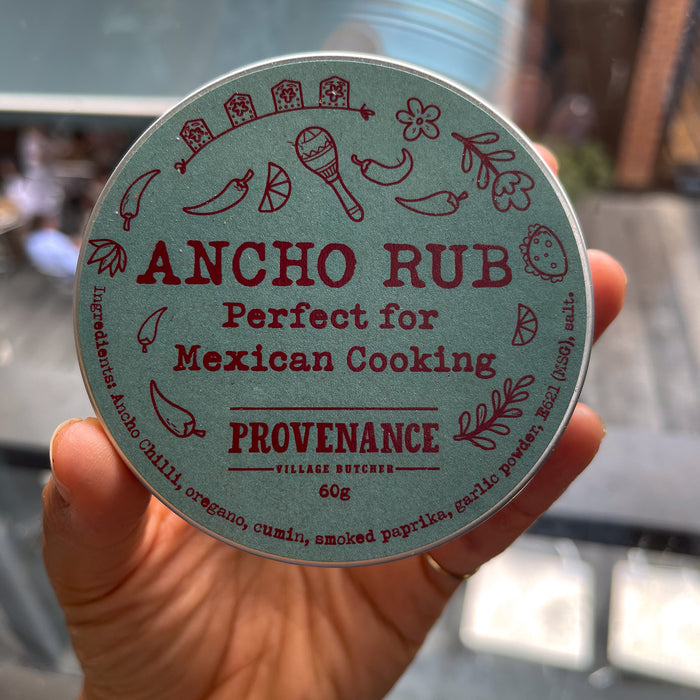 ANCHO RUB
Perfect for
Mexican Cooking
PROVENANCE
VILLAGE BUTCHER
60g
Ingredients: Ancho Chilli, oregano, cumin, smoked paprika, garlic powder, E621 (MSG), salt.